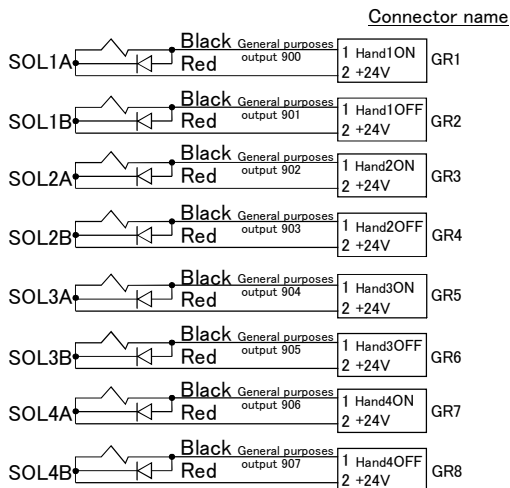 Connector name
SOL1A Black General purposes output 900 1 Hand1ON GR1
Red 2 +24V
SOL1B Black General purposes output 901 1 Hand1OFF GR2
Red 2 +24V
SOL2A Black General purposes output 902 1 Hand2ON GR3
Red 2 +24V
SOL2B Black General purposes output 903 1 Hand2OFF GR4
Red 2 +24V
SOL3A Black General purposes output 904 1 Hand3ON GR5
Red 2 +24V
SOL3B Black General purposes output 905 1 Hand3OFF GR6
Red 2 +24V
SOL4A Black General purposes output 906 1 Hand4ON GR7
Red 2 +24V
SOL4B Black General purposes output 907 1 Hand4OFF GR8
Red 2 +24V